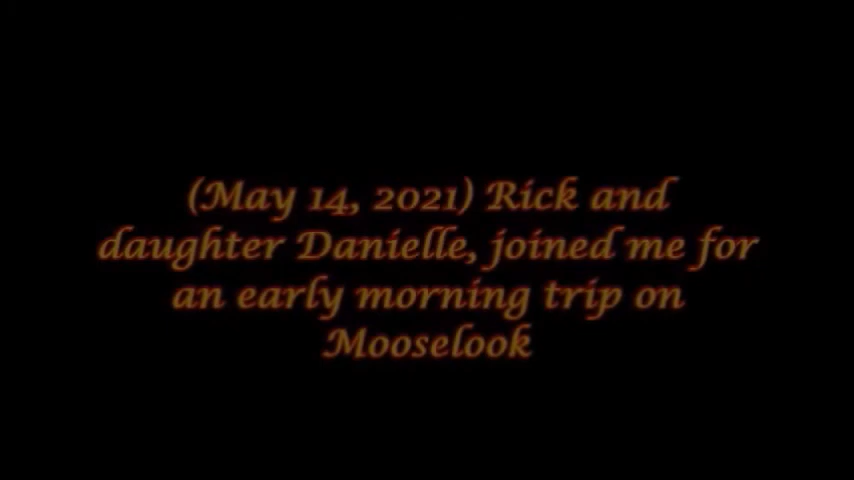 (May 14, 2021) Rick and
daughter Danielle, joined me for
an early morning trip on
Mooselook